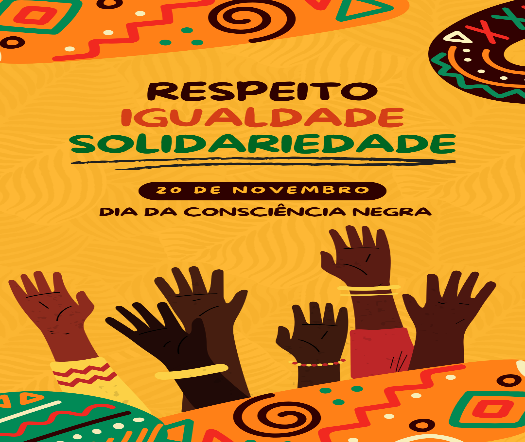 RESPEITO
IGUALDADE
SOLIDARIEDADE
20 DE NOVEMBRO
DIA DA CONSCIÊNCIA NEGRA